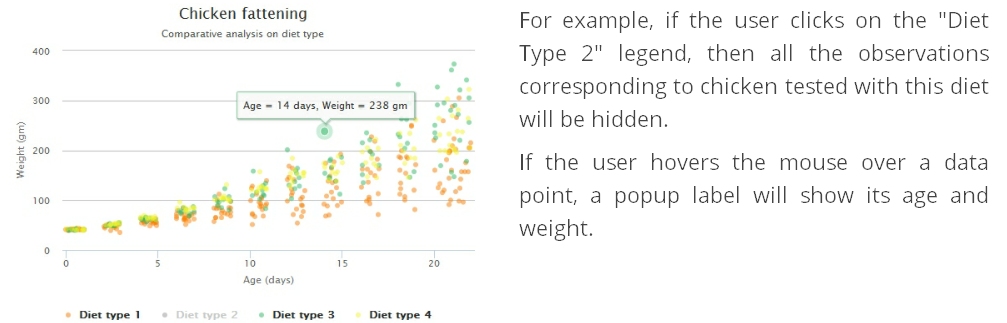 Chicken fattening
Comparative analysis on diet type
400
300
200
100
0
Weight (gm)
Age = 14 days, Weight = 238 gm
0 5 10 15 20
Age (days)
Diet type 1 Diet type 2 Diet type 3 Diet type 4
For example, if the user clicks on the "Diet
Type 2" legend, then all the observations
corresponding to chicken tested with this diet
will be hidden.
If the user hovers the mouse over a data
point, a popup label will show its age and
weight.